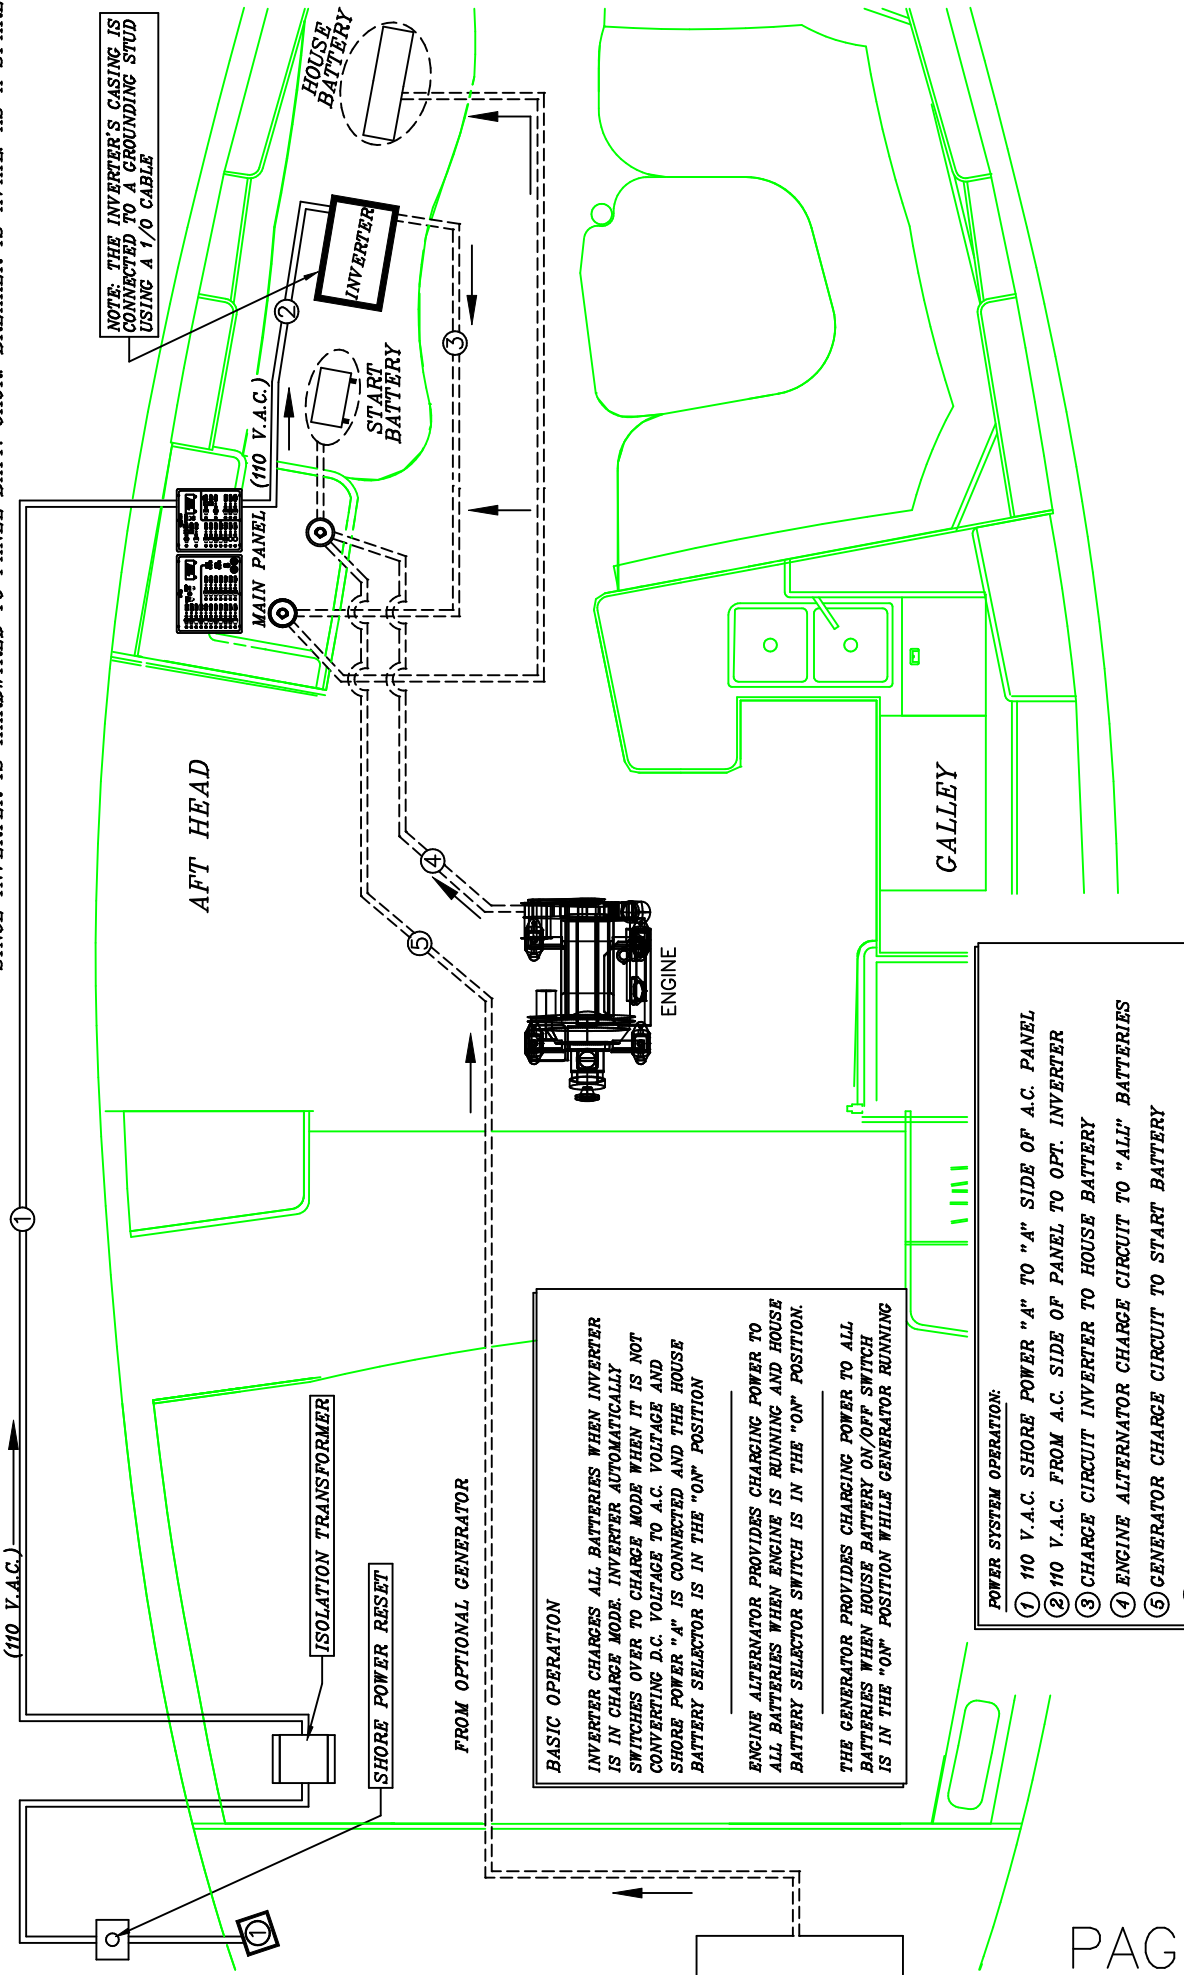 NOTE: THE INVERTER'S CASING IS
CONNECTED TO A GROUNDING STUD
USING A 1/0 CABLE
HOUSE
BATTERY
INVERTER
2
3
START
BATTERY
(110 V.A.C.)
MAIN PANEL
AFT HEAD
4
5
ENGINE
GALLEY
1
(110 V.A.C.)
ISOLATION TRANSFORMER
SHORE POWER RESET
FROM OPTIONAL GENERATOR
1
BASIC OPERATION
INVERTER CHARGES ALL BATTERIES WHEN INVERTER
IS IN CHARGE MODE. INVERTER AUTOMATICALLY
SWITCHES OVER TO CHARGE MODE WHEN IT IS NOT
CONVERTING D.C. VOLTAGE TO A.C. VOLTAGE AND
SHORE POWER "A" IS CONNECTED AND THE HOUSE
BATTERY SELECTOR IS IN THE "ON" POSITION
ENGINE ALTERNATOR PROVIDES CHARGING POWER TO
ALL BATTERIES WHEN ENGINE IS RUNNING AND HOUSE
BATTERY SELECTOR SWITCH IS IN THE "ON" POSITION.
THE GENERATOR PROVIDES CHARGING POWER TO ALL
BATTERIES WHEN HOUSE BATTERY ON/OFF SWITCH
IS IN THE "ON" POSITION WHILE GENERATOR RUNNING
POWER SYSTEM OPERATION:
1 110 V.A.C. SHORE POWER "A" TO "A" SIDE OF A.C. PANEL
2 110 V.A.C. FROM A.C. SIDE OF PANEL TO OPT. INVERTER
3 CHARGE CIRCUIT INVERTER TO HOUSE BATTERY
4 ENGINE ALTERNATOR CHARGE CIRCUIT TO "ALL" BATTERIES
5 GENERATOR CHARGE CIRCUIT TO START BATTERY
PAG